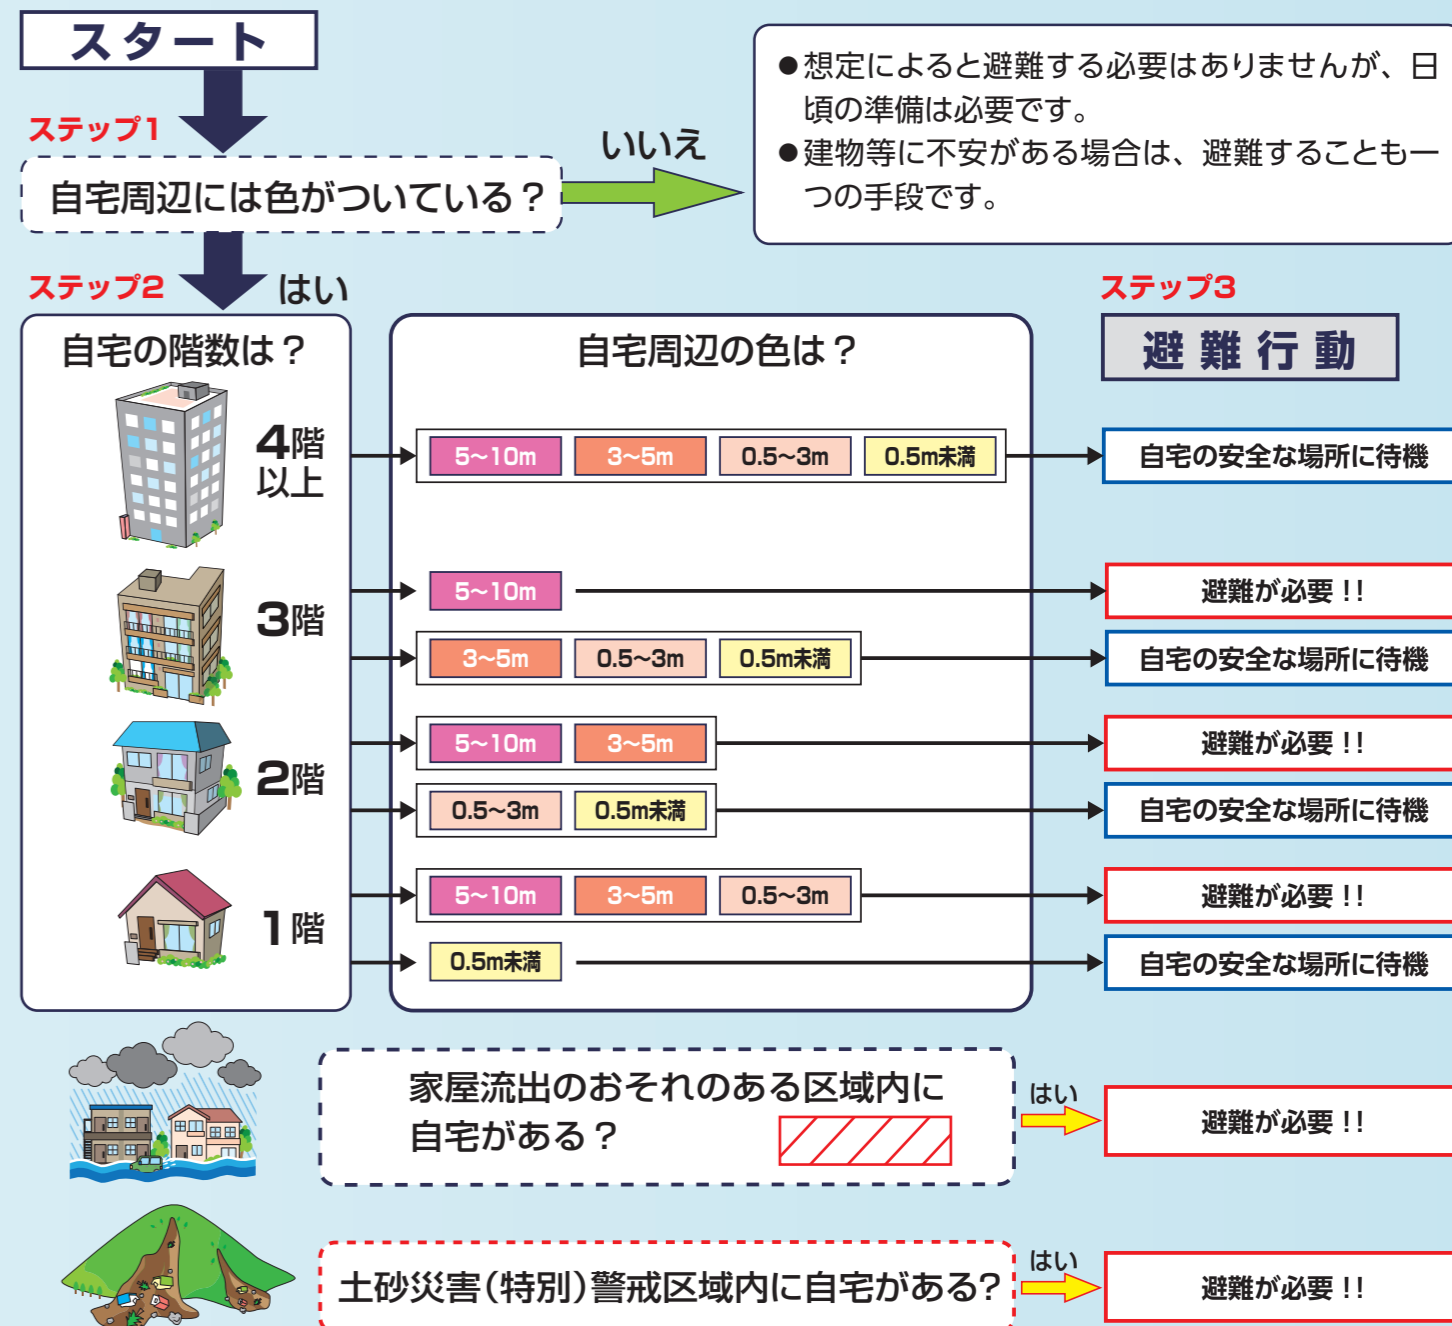 スタート
ステップ1
自宅周辺には色がついている？
いいえ
●想定によると避難する必要はありませんが、日
頃の準備は必要です。
●建物等に不安がある場合は、避難することも一
つの手段です。
ステップ2
はい
自宅の階数は？
自宅周辺の色は？
ステップ3
避難行動
4階
以上
5～10m 3～5m 0.5～3m 0.5m未満
自宅の安全な場所に待機
3階
5～10m
避難が必要！！
3～5m 0.5～3m 0.5m未満
自宅の安全な場所に待機
2階
5～10m 3～5m
避難が必要！！
0.5～3m 0.5m未満
自宅の安全な場所に待機
1階
5～10m 3～5m 0.5～3m
避難が必要！！
0.5m未満
自宅の安全な場所に待機
家屋流出のおそれのある区域内に
自宅がある？
はい
避難が必要！！
土砂災害（特別）警戒区域内に自宅がある?
はい
避難が必要！！